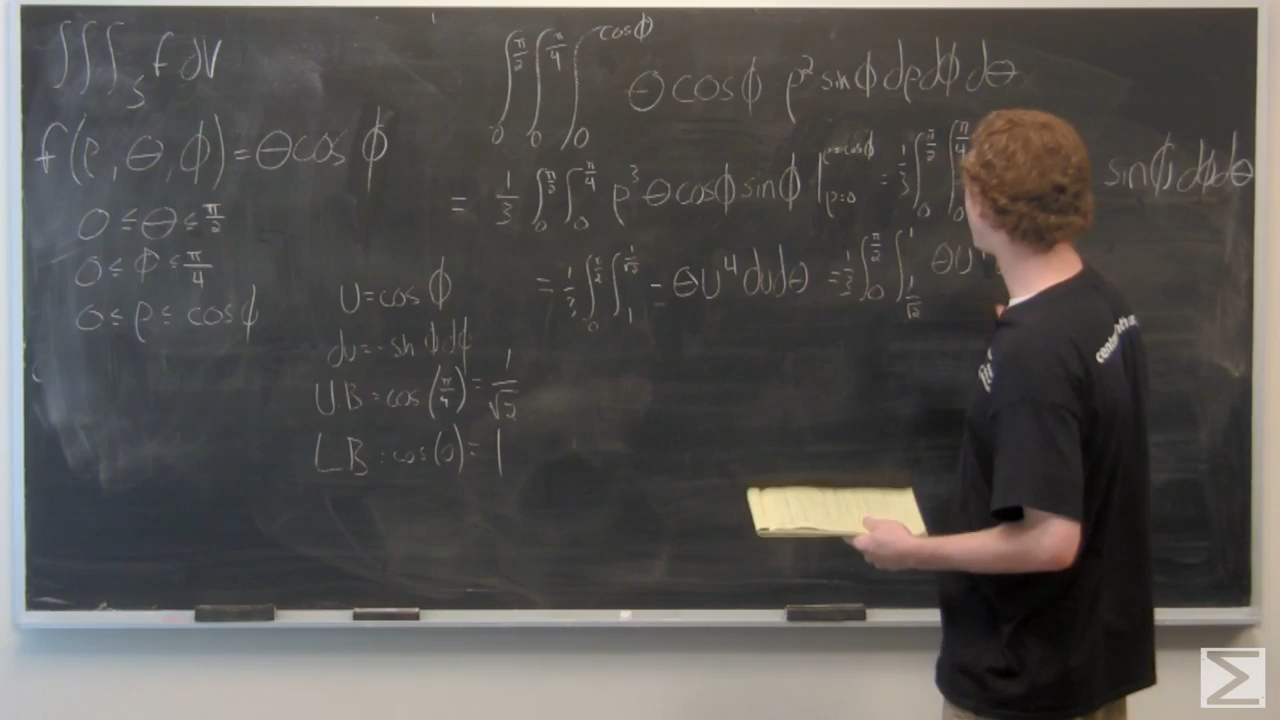 ∭_S f dV
f(ρ, θ, φ) = θ cos φ
0 ≤ θ ≤ π/2
0 ≤ φ ≤ π/4
0 ≤ ρ ≤ cos φ
U = cos φ
du = - sin φ dφ
U.B = cos(π/4) = 1/√2
LB : cos(0) = 1
∫_0^{π/2} ∫_0^{π/4} ∫_0^{cos φ} θ cos φ ρ² sin φ dρ dφ dθ
= 1/3 ∫_0^{π/2} ∫_0^{π/4} ρ³ θ cos φ sin φ |_{ρ=0}^{ρ=cos φ} = 1/3 ∫_0^{π/2} ∫_0^{π/4} sin φ dφ dθ
= 1/3 ∫_0^{π/2} ∫_1^{1/√2} - θ U⁴ du dθ = 1/3 ∫_0^{π/2} ∫_{1/√2}^1 θ U⁴
Σ